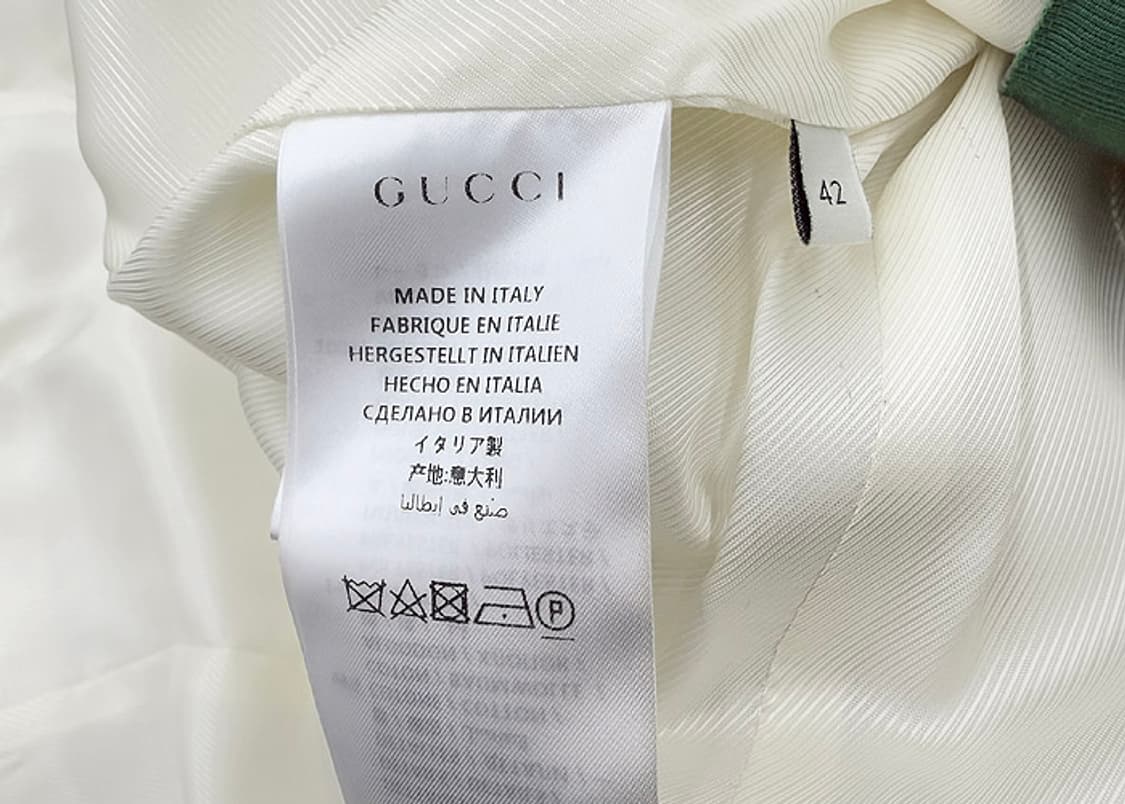 GUCCI
MADE IN ITALY
FABRIQUE EN ITALIE
HERGESTELLT IN ITALIEN
HECHO EN ITALIA
СДЕЛАНО В ИТАЛИИ
イタリア製
产地:意大利
صنع في ايطاليا
P
42